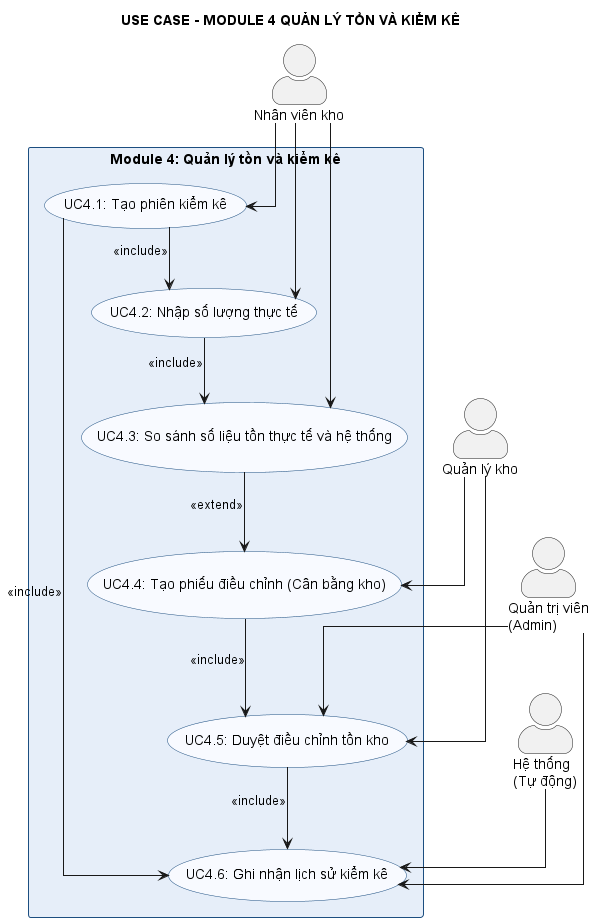 USE CASE - MODULE 4 QUẢN LÝ TỒN VÀ KIỂM KÊ
Nhân viên kho
Module 4: Quản lý tồn và kiểm kê
UC4.1: Tạo phiên kiểm kê
«include»
UC4.2: Nhập số lượng thực tế
«include»
UC4.3: So sánh số liệu tồn thực tế và hệ thống
Quản lý kho
«extend»
UC4.4: Tạo phiếu điều chỉnh (Cân bằng kho)
«include»
Quản trị viên
(Admin)
«include»
UC4.5: Duyệt điều chỉnh tồn kho
Hệ thống
(Tự động)
«include»
UC4.6: Ghi nhận lịch sử kiểm kê